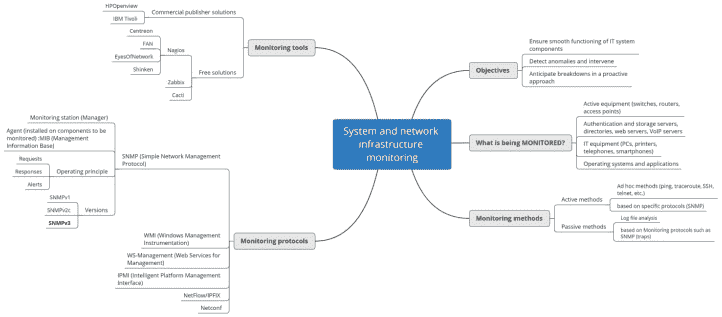 HPOpenview
IBM Tivoli
Commercial publisher solutions
Centreon
FAN
EyesOfNetwork
Shinken
Nagios
Zabbix
Cacti
Free solutions
Monitoring tools
Monitoring station (Manager)
Agent (installed on components to be
monitored) :MIB (Management
Information Base)
Requests
Responses
Alerts
Operating principle
SNMPv1
SNMPv2c
SNMPv3
Versions
SNMP (Simple Network Management
Protocol)
WMI (Windows Management
Instrumentation)
WS-Management (Web Services for
Management)
IPMI (Intelligent Platform Management
Interface)
NetFlow/IPFIX
Netconf
Monitoring protocols
System and network
infrastructure
monitoring
Objectives
Ensure smooth functioning of IT system
components
Detect anomalies and intervene
Anticipate breakdowns in a proactive
approach
What is being MONITORED?
Active equipment (switches, routers,
access points)
Authentication and storage servers,
directories, web servers, VoIP servers
IT equipment (PCs, printers,
telephones, smartphones)
Operating systems and applications
Monitoring methods
Active methods
Ad hoc methods (ping, traceroute, SSH,
telnet, etc.)
based on specific protocols (SNMP)
Passive methods
Log file analysis
based on Monitoring protocols such as
SNMP (traps)